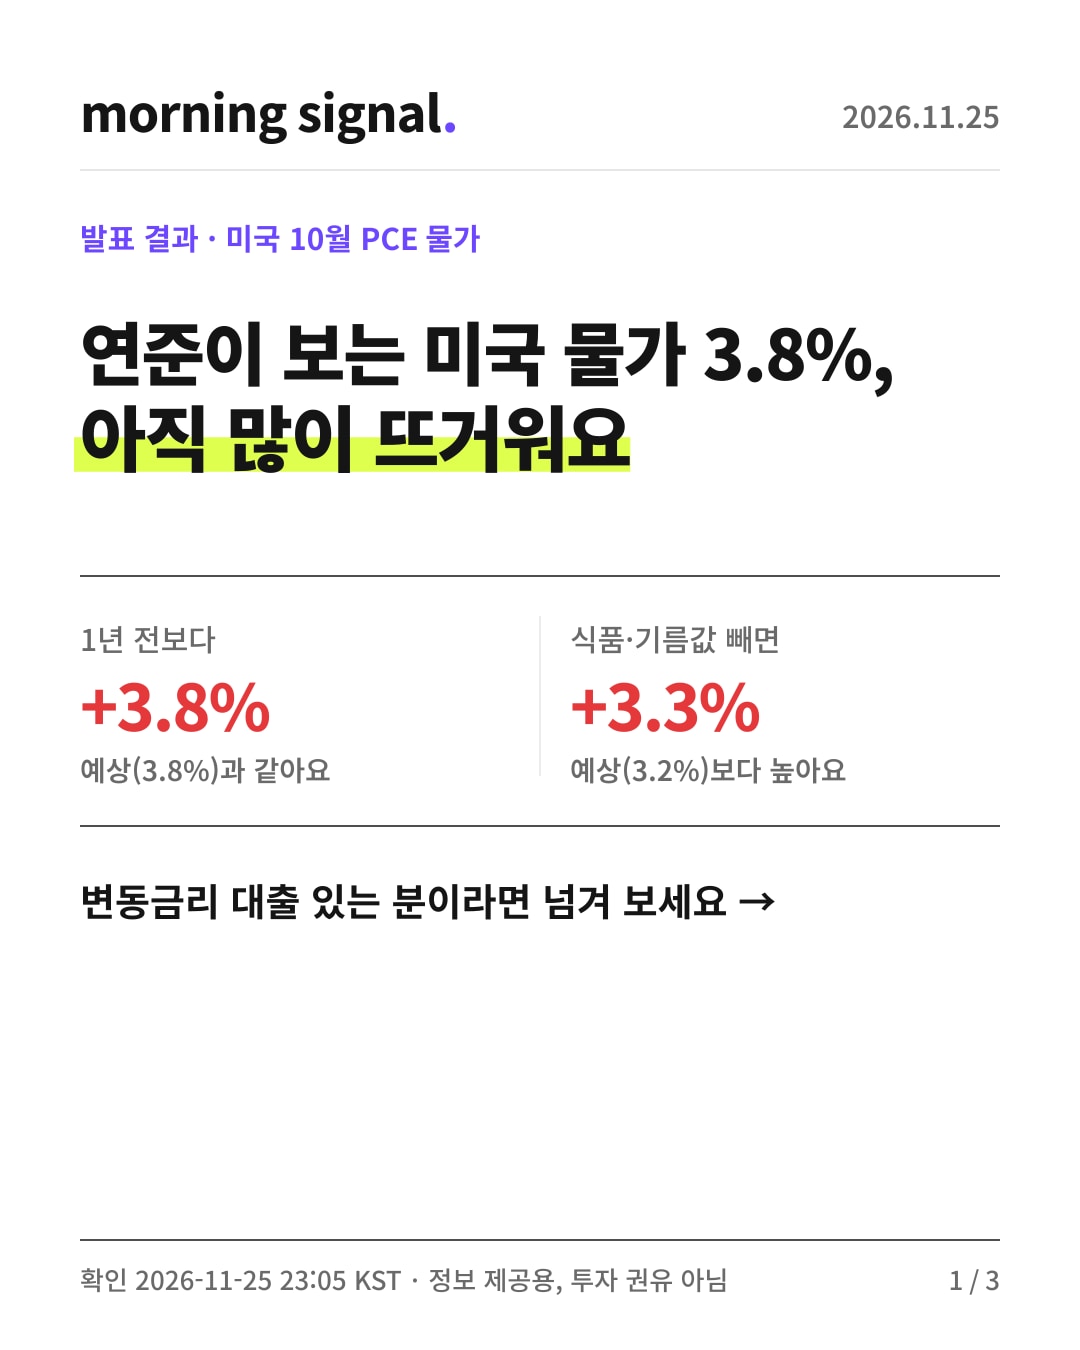 morning signal.
2026.11.25
발표 결과 · 미국 10월 PCE 물가
연준이 보는 미국 물가 3.8%,
아직 많이 뜨거워요
1년 전보다
+3.8%
예상(3.8%)과 같아요
식품·기름값 빼면
+3.3%
예상(3.2%)보다 높아요
변동금리 대출 있는 분이라면 넘겨 보세요 →
확인 2026-11-25 23:05 KST · 정보 제공용, 투자 권유 아님
1 / 3